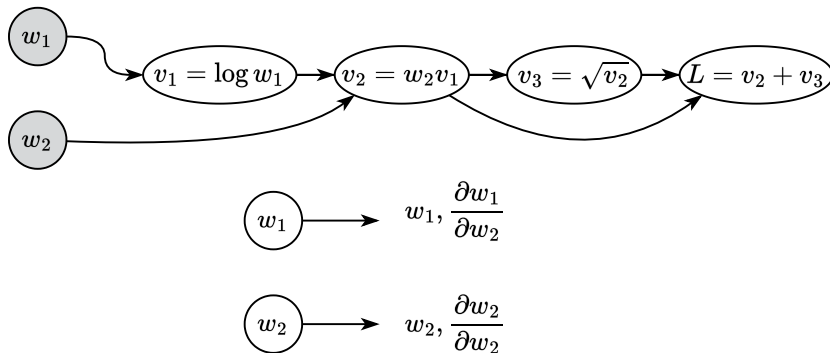 w₁
v₁ = log w₁
v₂ = w₂v₁
v₃ = √v₂
L = v₂ + v₃
w₂
w₁ w₁, ∂w₁/∂w₂
w₂ w₂, ∂w₂/∂w₂